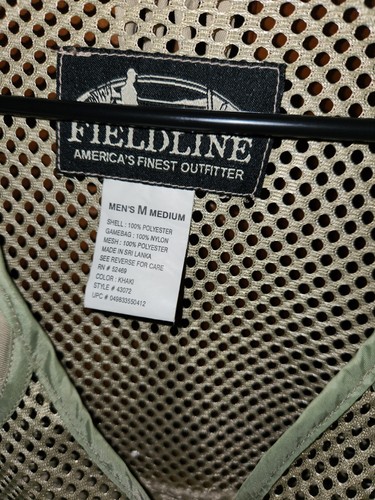 FIELDLINE
AMERICA'S FINEST OUTFITTER
MEN'S M MEDIUM
SHELL : 100% POLYESTER
GAMEBAG : 100% NYLON
MESH : 100% POLYESTER
MADE IN SRI LANKA
SEE REVERSE FOR CARE
RN # 52469
COLOR : KHAKI
STYLE # 43072
UPC # 049833550412